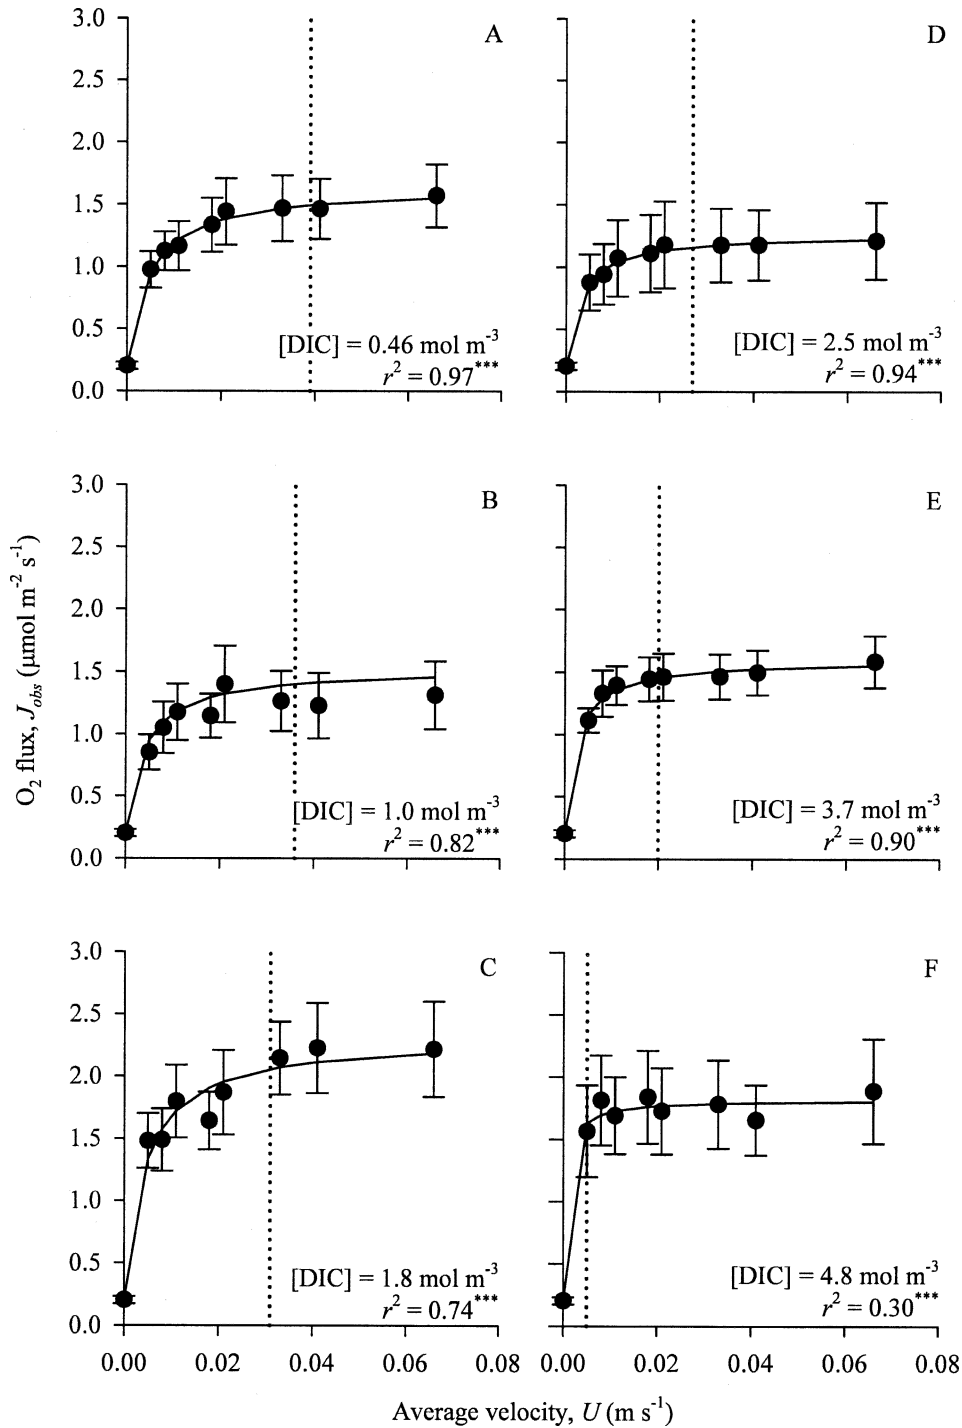 A
3.0
2.5
2.0
1.5
1.0
0.5
0.0
[DIC] = 0.46 mol m⁻³
r² = 0.97***
D
[DIC] = 2.5 mol m⁻³
r² = 0.94***
B
3.0
2.5
2.0
1.5
1.0
0.5
0.0
[DIC] = 1.0 mol m⁻³
r² = 0.82***
E
[DIC] = 3.7 mol m⁻³
r² = 0.90***
O₂ flux, J_obs (μmol m⁻² s⁻¹)
C
3.0
2.5
2.0
1.5
1.0
0.5
0.0
[DIC] = 1.8 mol m⁻³
r² = 0.74***
F
[DIC] = 4.8 mol m⁻³
r² = 0.30***
0.00 0.02 0.04 0.06 0.08 0.00 0.02 0.04 0.06 0.08
Average velocity, U (m s⁻¹)